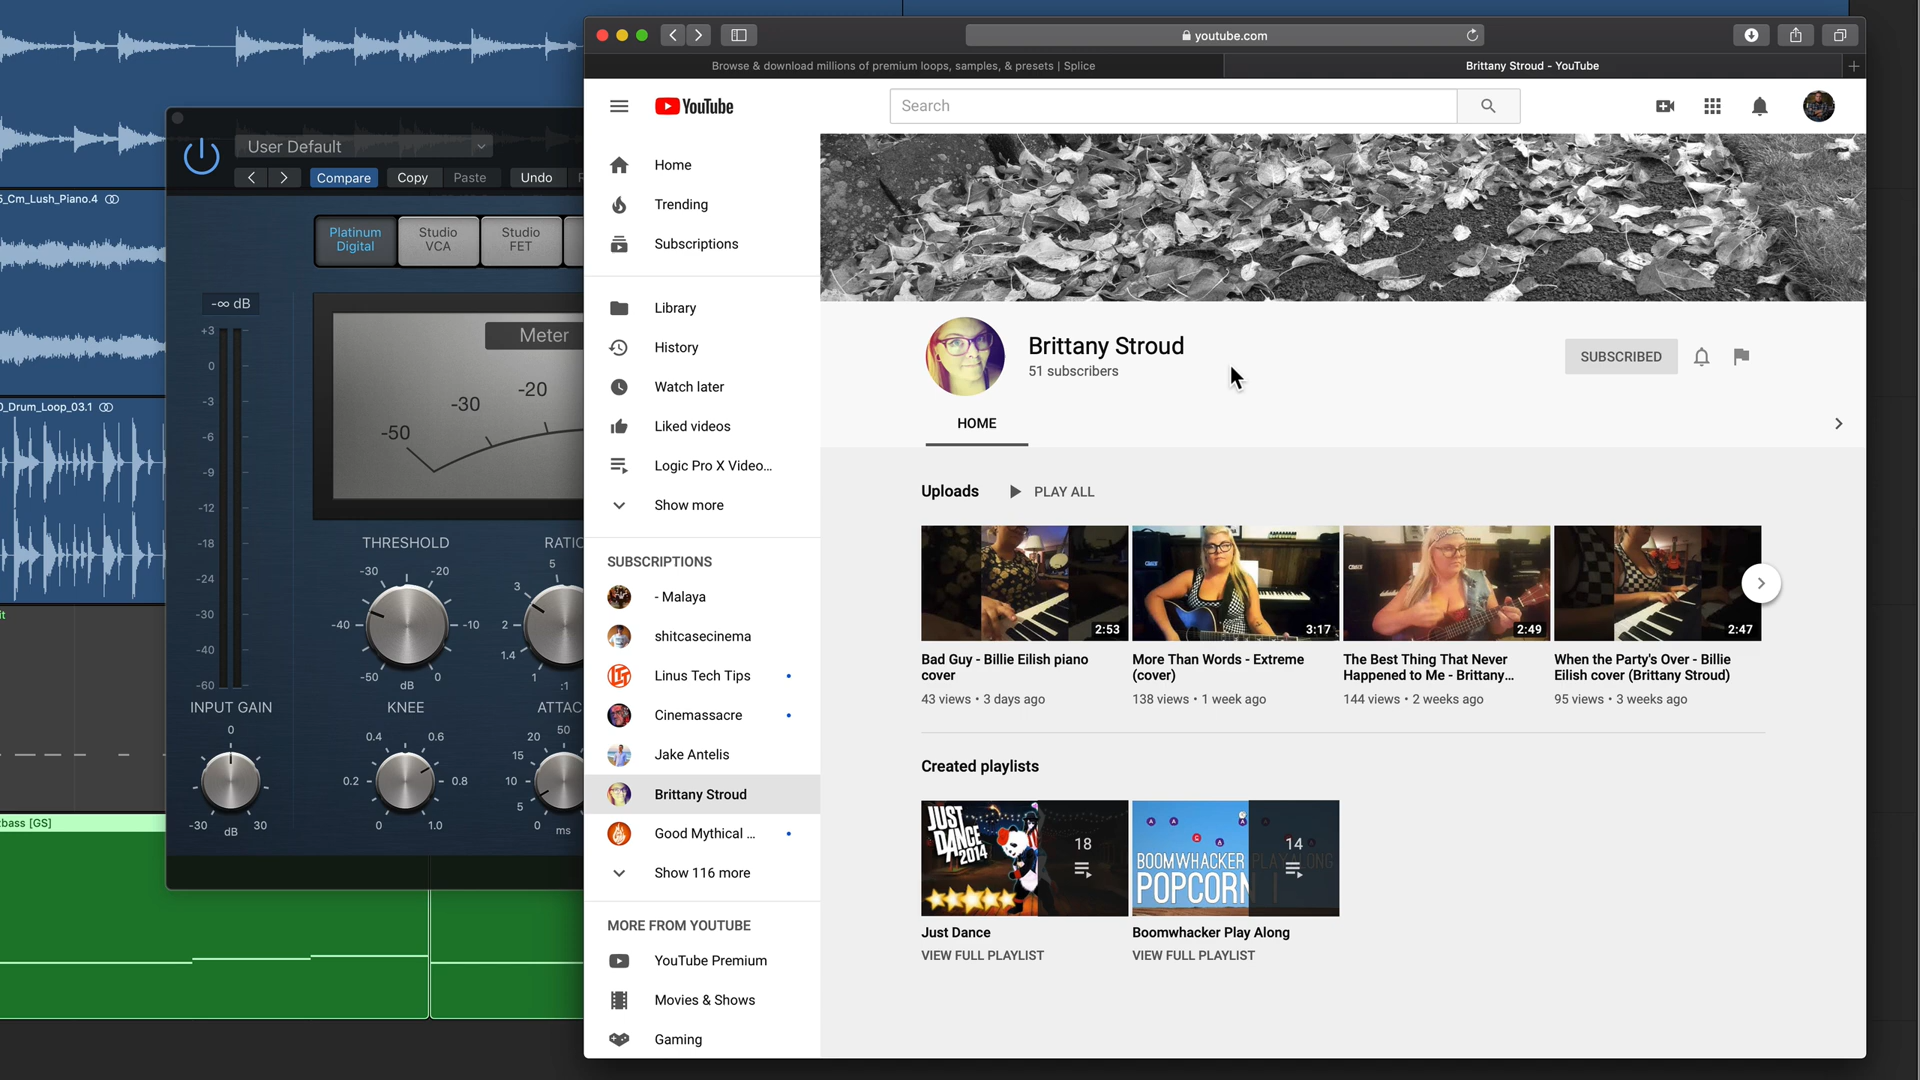 5_Cm_Lush_Piano.4
0_Drum_Loop_03.1
it
tbass [GS]
User Default
Compare
Copy
Paste
Undo
Platinum
Digital
Studio
VCA
Studio
FET
-∞ dB
+3
0
-3
-6
-9
-12
-18
-24
-30
-40
-60
Meter
-50
-30
-20
THRESHOLD
-30
-20
-40
-10
-50
0
dB
RATIO
5
3
2
1.4
1
:1
INPUT GAIN
0
-30
dB
30
KNEE
0.4
0.6
0.2
0.8
0
1.0
ATTAC
50
20
15
10
5
0
ms
youtube.com
Browse & download millions of premium loops, samples, & presets | Splice
Brittany Stroud - YouTube
YouTube
Search
Home
Trending
Subscriptions
Library
History
Watch later
Liked videos
Logic Pro X Video...
Show more
SUBSCRIPTIONS
- Malaya
shitcasecinema
Linus Tech Tips
Cinemassacre
Jake Antelis
Brittany Stroud
Good Mythical ...
Show 116 more
MORE FROM YOUTUBE
YouTube Premium
Movies & Shows
Gaming
Brittany Stroud
51 subscribers
SUBSCRIBED
HOME
Uploads
PLAY ALL
2:53
3:17
2:49
2:47
Bad Guy - Billie Eilish piano
cover
43 views • 3 days ago
More Than Words - Extreme
(cover)
138 views • 1 week ago
The Best Thing That Never
Happened to Me - Brittany...
144 views • 2 weeks ago
When the Party's Over - Billie
Eilish cover (Brittany Stroud)
95 views • 3 weeks ago
Created playlists
JUST
DANCE
2014
18
BOOMWHACKER PLAY ALONG
POPCORN
14
Just Dance
VIEW FULL PLAYLIST
Boomwhacker Play Along
VIEW FULL PLAYLIST